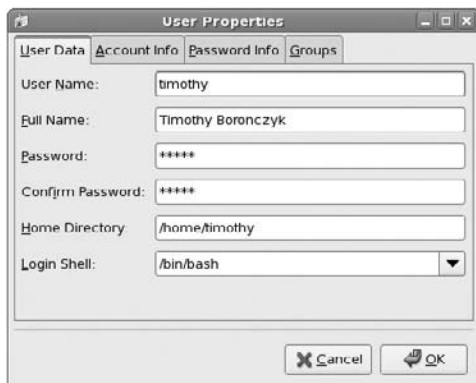 User Properties
User Data Account Info Password Info Groups
User Name: timothy
Full Name: Timothy Boronczyk
Password: *****
Confirm Password: *****
Home Directory: /home/timothy
Login Shell: /bin/bash
Cancel OK